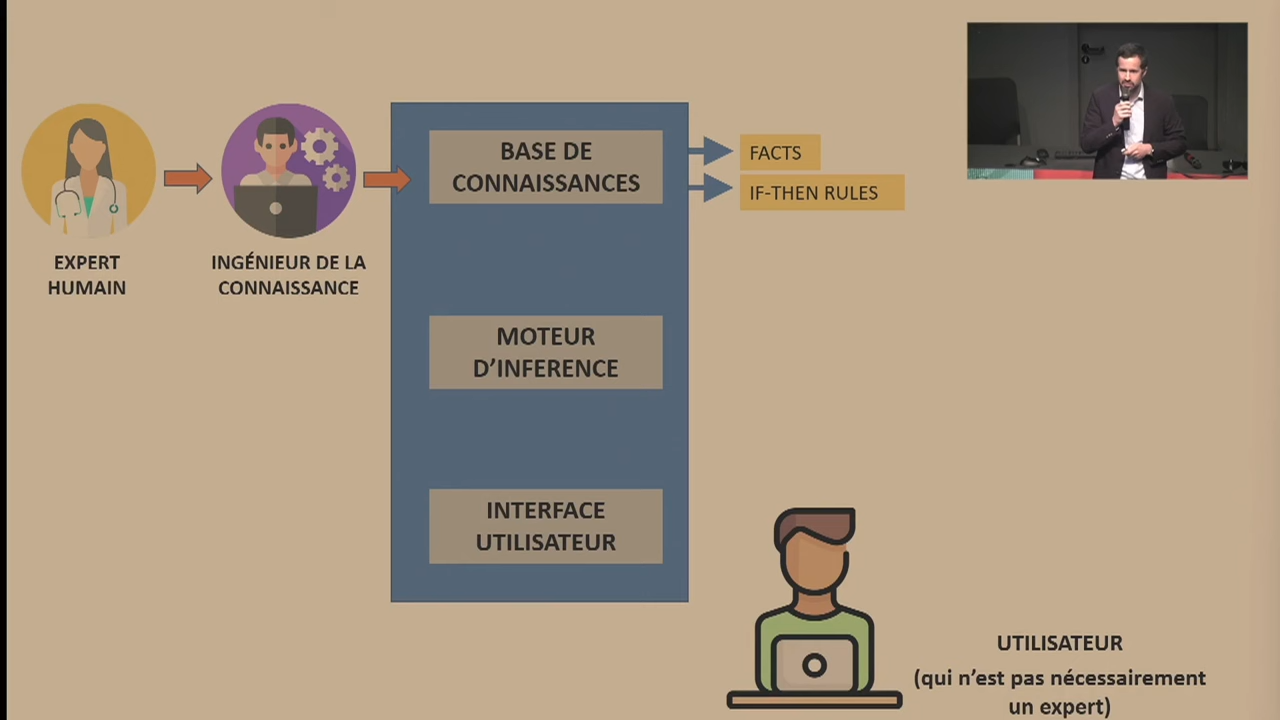 EXPERT
HUMAIN
INGÉNIEUR DE LA
CONNAISSANCE
BASE DE
CONNAISSANCES
FACTS
IF-THEN RULES
MOTEUR
D’INFERENCE
INTERFACE
UTILISATEUR
UTILISATEUR
(qui n’est pas nécessairement
un expert)